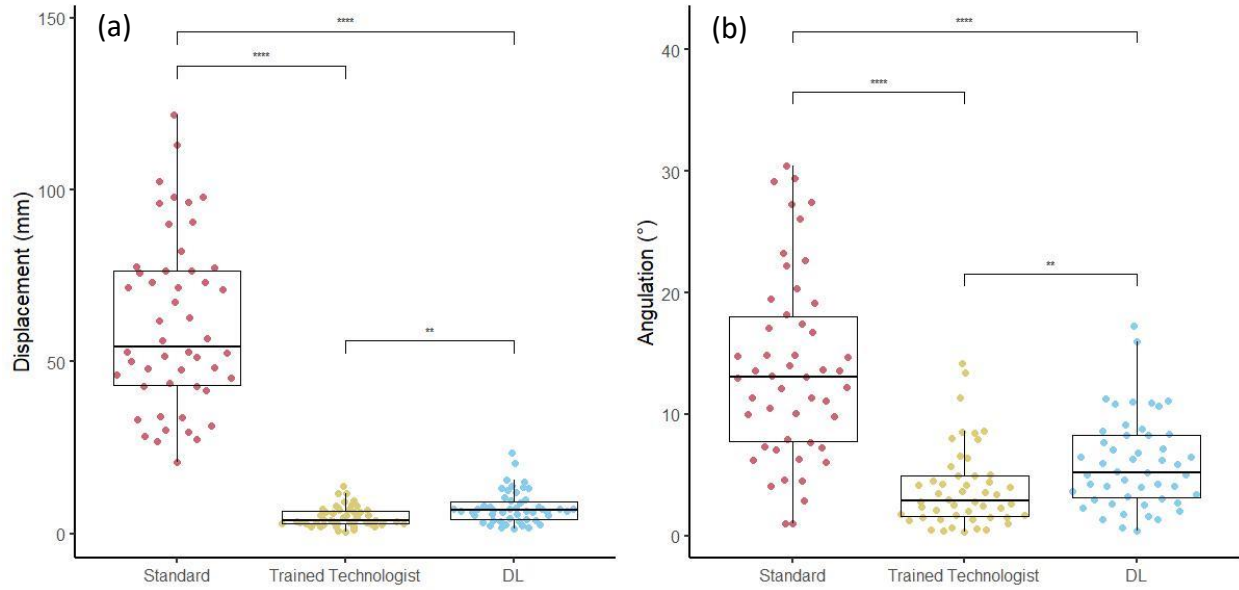 (a)
Displacement (mm)
150
100
50
0
****
****
**
Standard
Trained Technologist
DL
(b)
Angulation (°)
40
30
20
10
0
****
****
**
Standard
Trained Technologist
DL